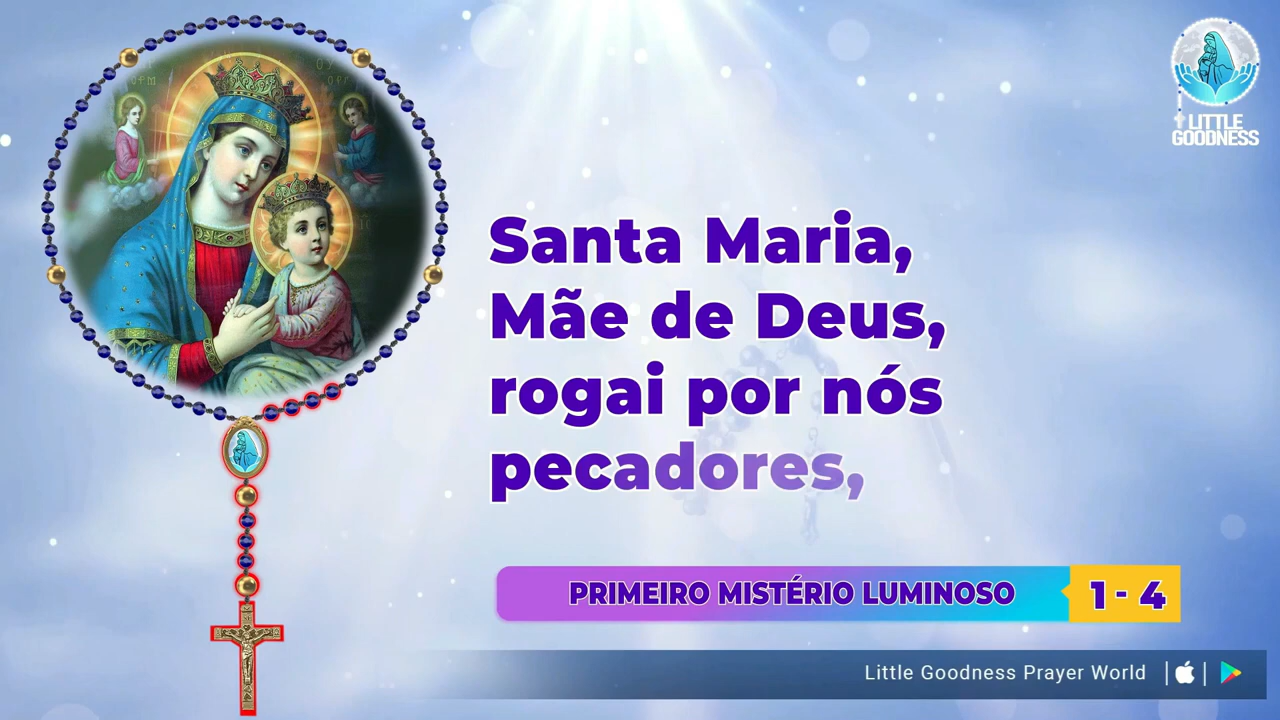 LITTLE
GOODNESS
Santa Maria,
Mãe de Deus,
rogai por nós
pecadores,
PRIMEIRO MISTÉRIO LUMINOSO
1 - 4
Little Goodness Prayer World